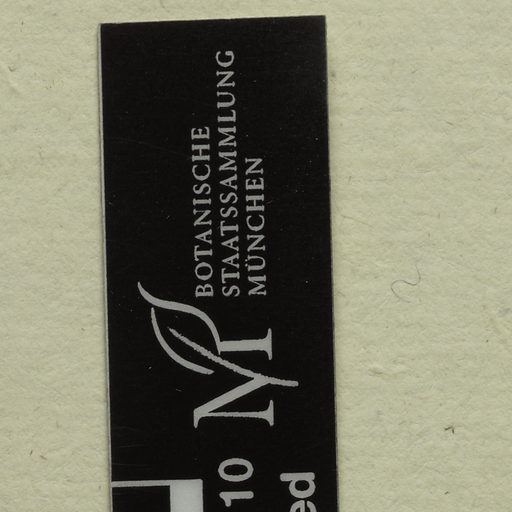 BOTANISCHE
STAATSSAMMLUNG
MÜNCHEN
M
10
ed